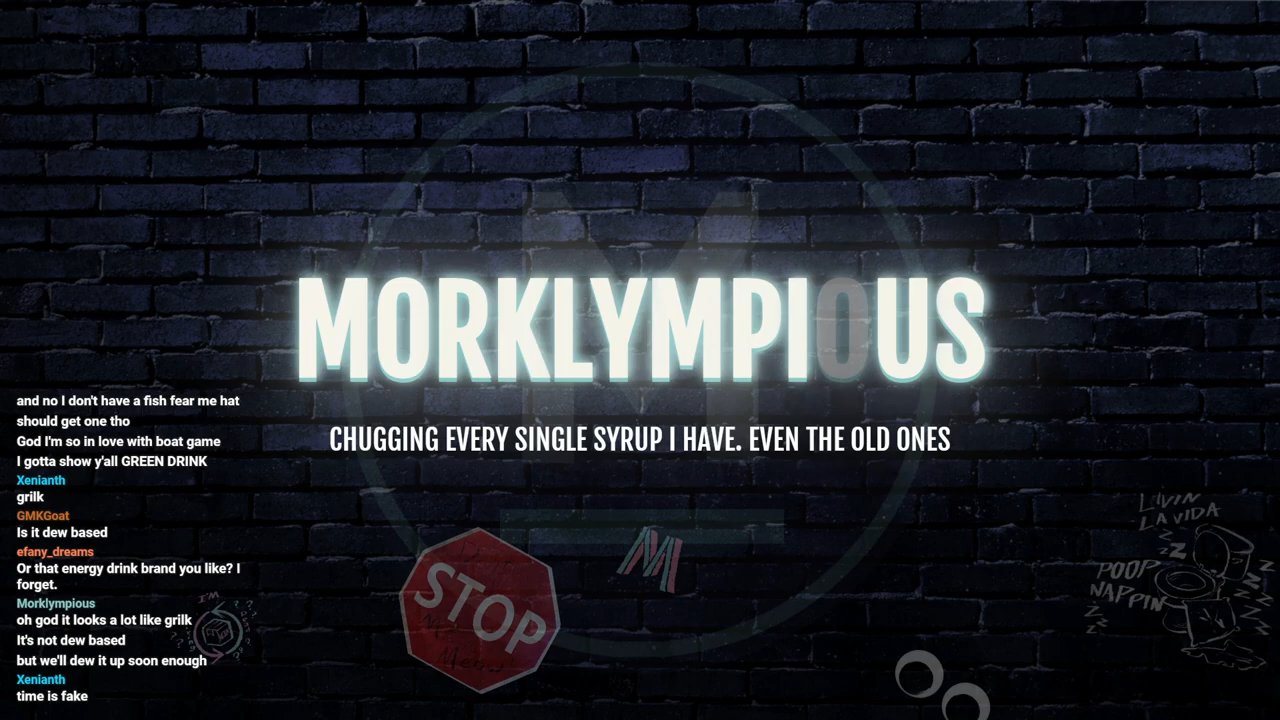 MORKLYMPIOUS
CHUGGING EVERY SINGLE SYRUP I HAVE. EVEN THE OLD ONES
and no I don't have a fish fear me hat
should get one tho
God I'm so in love with boat game
I gotta show y'all GREEN DRINK
Xenianth
grilk
GMKGoat
Is it dew based
efany_dreams
Or that energy drink brand you like? I
forget.
Morklympious
oh god it looks a lot like grilk
It's not dew based
but we'll dew it up soon enough
Xenianth
time is fake
I'M
STOP
M
LIVIN
LA VIDA
POOP
NAPPIN